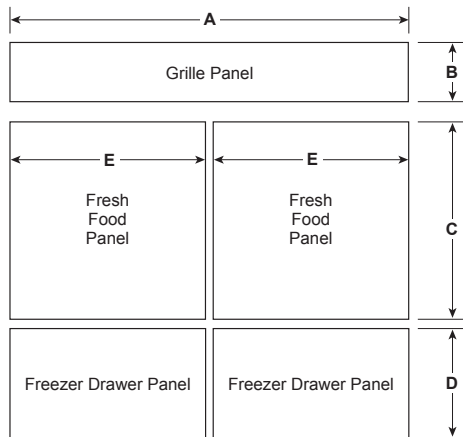 A
Grille Panel
B
E
E
Fresh
Food
Panel
Fresh
Food
Panel
C
Freezer Drawer Panel
Freezer Drawer Panel
D